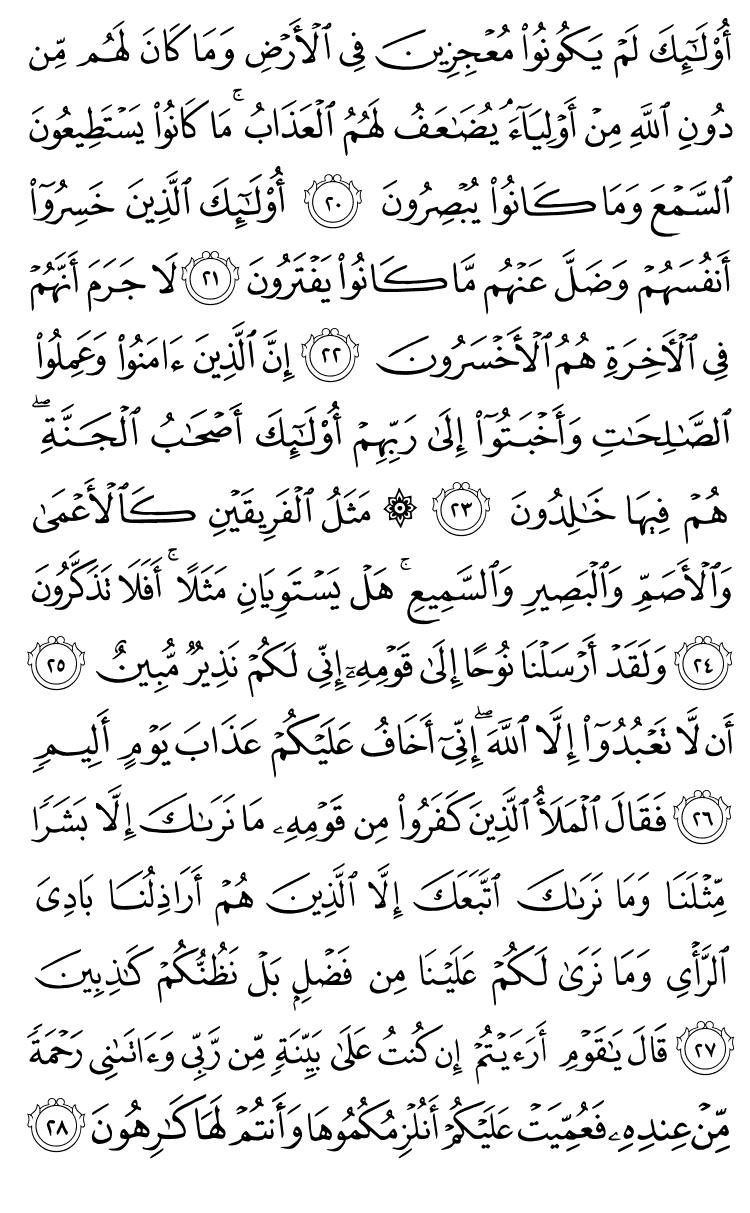 أُوْلَٰٓئِكَ لَمۡ يَكُونُواْ مُعۡجِزِينَ فِي ٱلۡأَرۡضِ وَمَا كَانَ لَهُم مِّن
دُونِ ٱللَّهِ مِنۡ أَوۡلِيَآءَۘ يُضَٰعَفُ لَهُمُ ٱلۡعَذَابُۚ مَا كَانُواْ يَسۡتَطِيعُونَ
ٱلسَّمۡعَ وَمَا كَانُواْ يُبۡصِرُونَ ٢٠ أُوْلَٰٓئِكَ ٱلَّذِينَ خَسِرُوٓاْ
أَنفُسَهُمۡ وَضَلَّ عَنۡهُم مَّا كَانُواْ يَفۡتَرُونَ ٢١ لَا جَرَمَ أَنَّهُمۡ
فِي ٱلۡأٓخِرَةِ هُمُ ٱلۡأَخۡسَرُونَ ٢٢ إِنَّ ٱلَّذِينَ ءَامَنُواْ وَعَمِلُواْ
ٱلصَّٰلِحَٰتِ وَأَخۡبَتُوٓاْ إِلَىٰ رَبِّهِمۡ أُوْلَٰٓئِكَ أَصۡحَٰبُ ٱلۡجَنَّةِۖ
هُمۡ فِيهَا خَٰلِدُونَ ٢٣ ۞ مَثَلُ ٱلۡفَرِيقَيۡنِ كَٱلۡأَعۡمَىٰ
وَٱلۡأَصَمِّ وَٱلۡبَصِيرِ وَٱلسَّمِيعِۚ هَلۡ يَسۡتَوِيَانِ مَثَلًاۚ أَفَلَا تَذَكَّرُونَ
٢٤ وَلَقَدۡ أَرۡسَلۡنَا نُوحًا إِلَىٰ قَوۡمِهِۦٓ إِنِّي لَكُمۡ نَذِيرٞ مُّبِينٌ ٢٥
أَن لَّا تَعۡبُدُوٓاْ إِلَّا ٱللَّهَۖ إِنِّيٓ أَخَافُ عَلَيۡكُمۡ عَذَابَ يَوۡمٍ أَلِيمٖ
٢٦ فَقَالَ ٱلۡمَلَأُ ٱلَّذِينَ كَفَرُواْ مِن قَوۡمِهِۦ مَا نَرَىٰكَ إِلَّا بَشَرٗا
مِّثۡلَنَا وَمَا نَرَىٰكَ ٱتَّبَعَكَ إِلَّا ٱلَّذِينَ هُمۡ أَرَاذِلُنَا بَادِيَ
ٱلرَّأۡيِ وَمَا نَرَىٰ لَكُمۡ عَلَيۡنَا مِن فَضۡلِۭ بَلۡ نَظُنُّكُمۡ كَٰذِبِينَ
٢٧ قَالَ يَٰقَوۡمِ أَرَءَيۡتُمۡ إِن كُنتُ عَلَىٰ بَيِّنَةٖ مِّن رَّبِّي وَءَاتَىٰنِي رَحۡمَةٗ
مِّنۡ عِندِهِۦ فَعُمِّيَتۡ عَلَيۡكُمۡ أَنُلۡزِمُكُمُوهَا وَأَنتُمۡ لَهَا كَٰرِهُونَ ٢٨